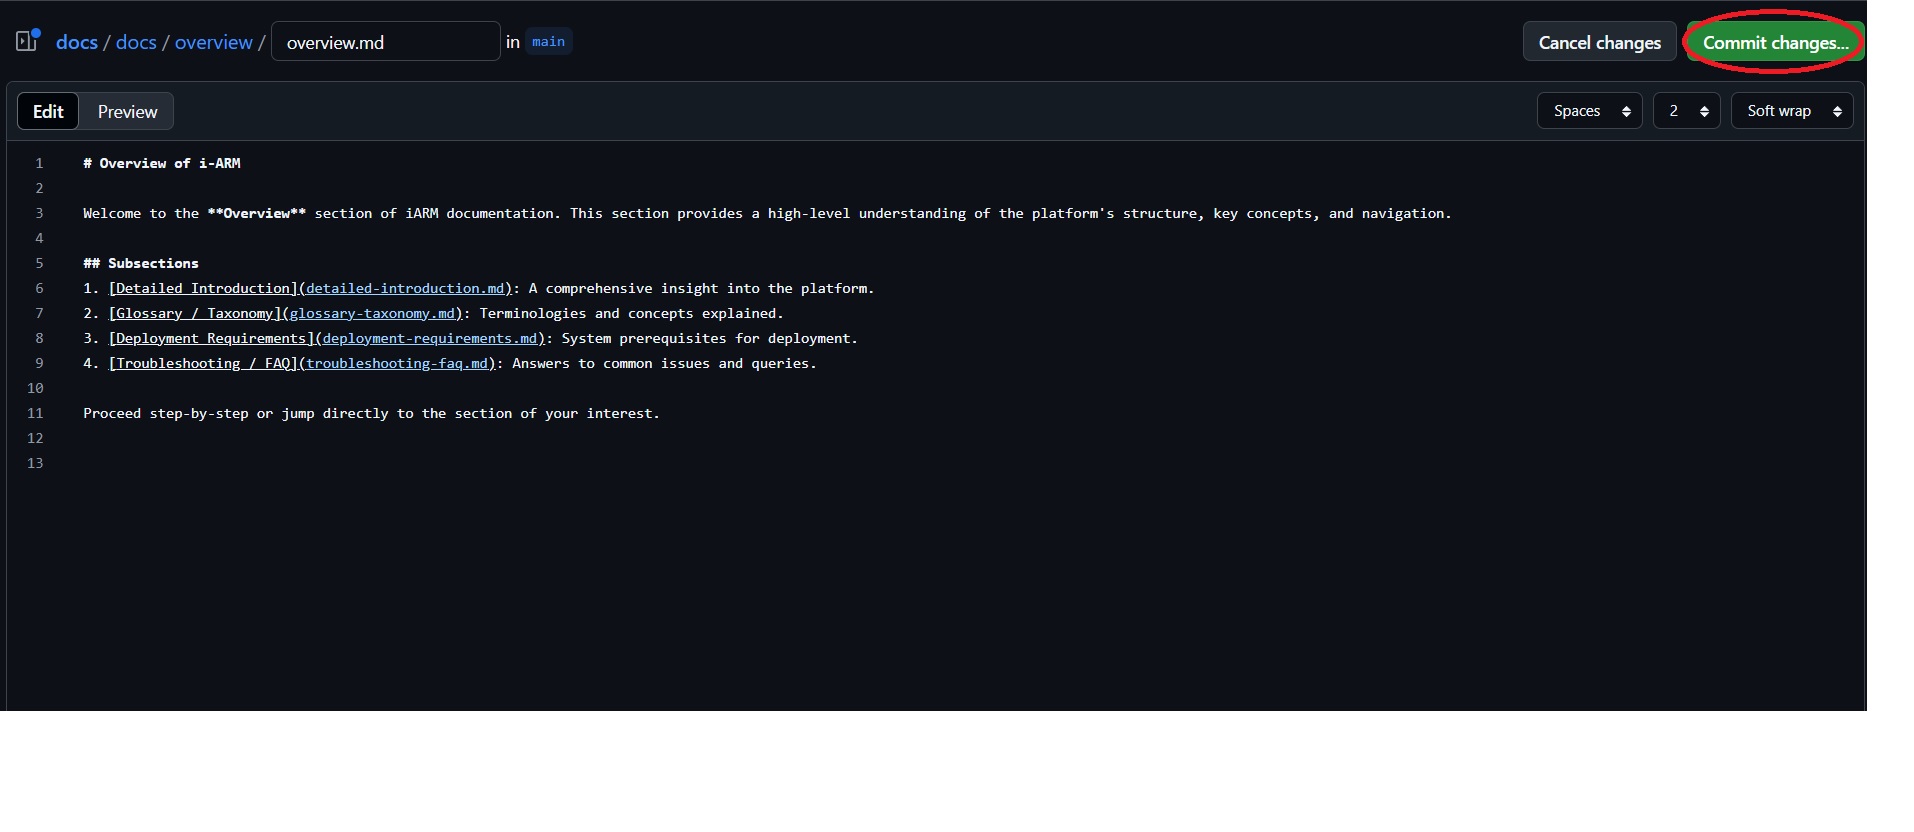 docs / docs / overview / overview.md in main Cancel changes Commit changes...
Edit Preview Spaces 2 Soft wrap
1 # Overview of i-ARM
2
3 Welcome to the **Overview** section of iARM documentation. This section provides a high-level understanding of the platform's structure, key concepts, and navigation.
4
5 ## Subsections
6 1. [Detailed Introduction](detailed-introduction.md): A comprehensive insight into the platform.
7 2. [Glossary / Taxonomy](glossary-taxonomy.md): Terminologies and concepts explained.
8 3. [Deployment Requirements](deployment-requirements.md): System prerequisites for deployment.
9 4. [Troubleshooting / FAQ](troubleshooting-faq.md): Answers to common issues and queries.
10
11 Proceed step-by-step or jump directly to the section of your interest.
12
13